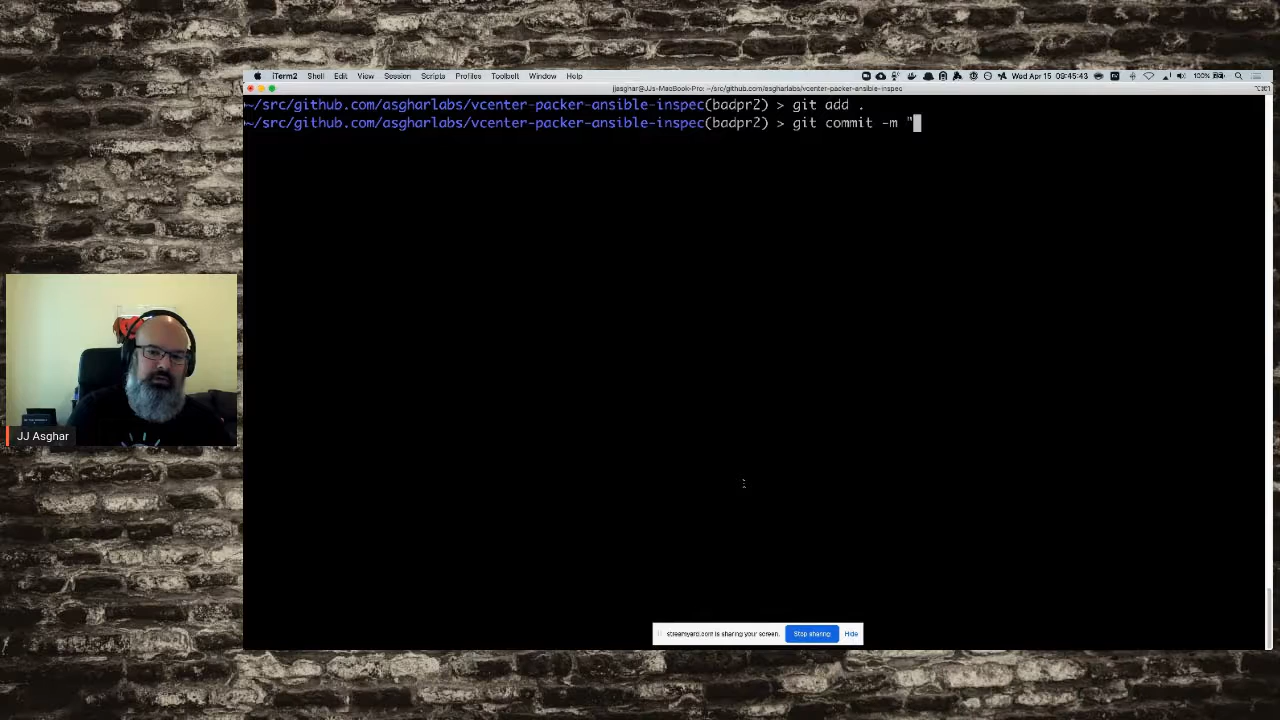 iTerm2 Shell Edit View Session Scripts Profiles Toolbelt Window Help
100% Wed Apr 15 09:45:43
jjasghar@JJs-MacBook-Pro: ~/src/github.com/asgharlabs/vcenter-packer-ansible-inspec
~/src/github.com/asgharlabs/vcenter-packer-ansible-inspec(badpr2) > git add .
~/src/github.com/asgharlabs/vcenter-packer-ansible-inspec(badpr2) > git commit -m "
JJ Asghar
streamyard.com is sharing your screen. Stop sharing Hide